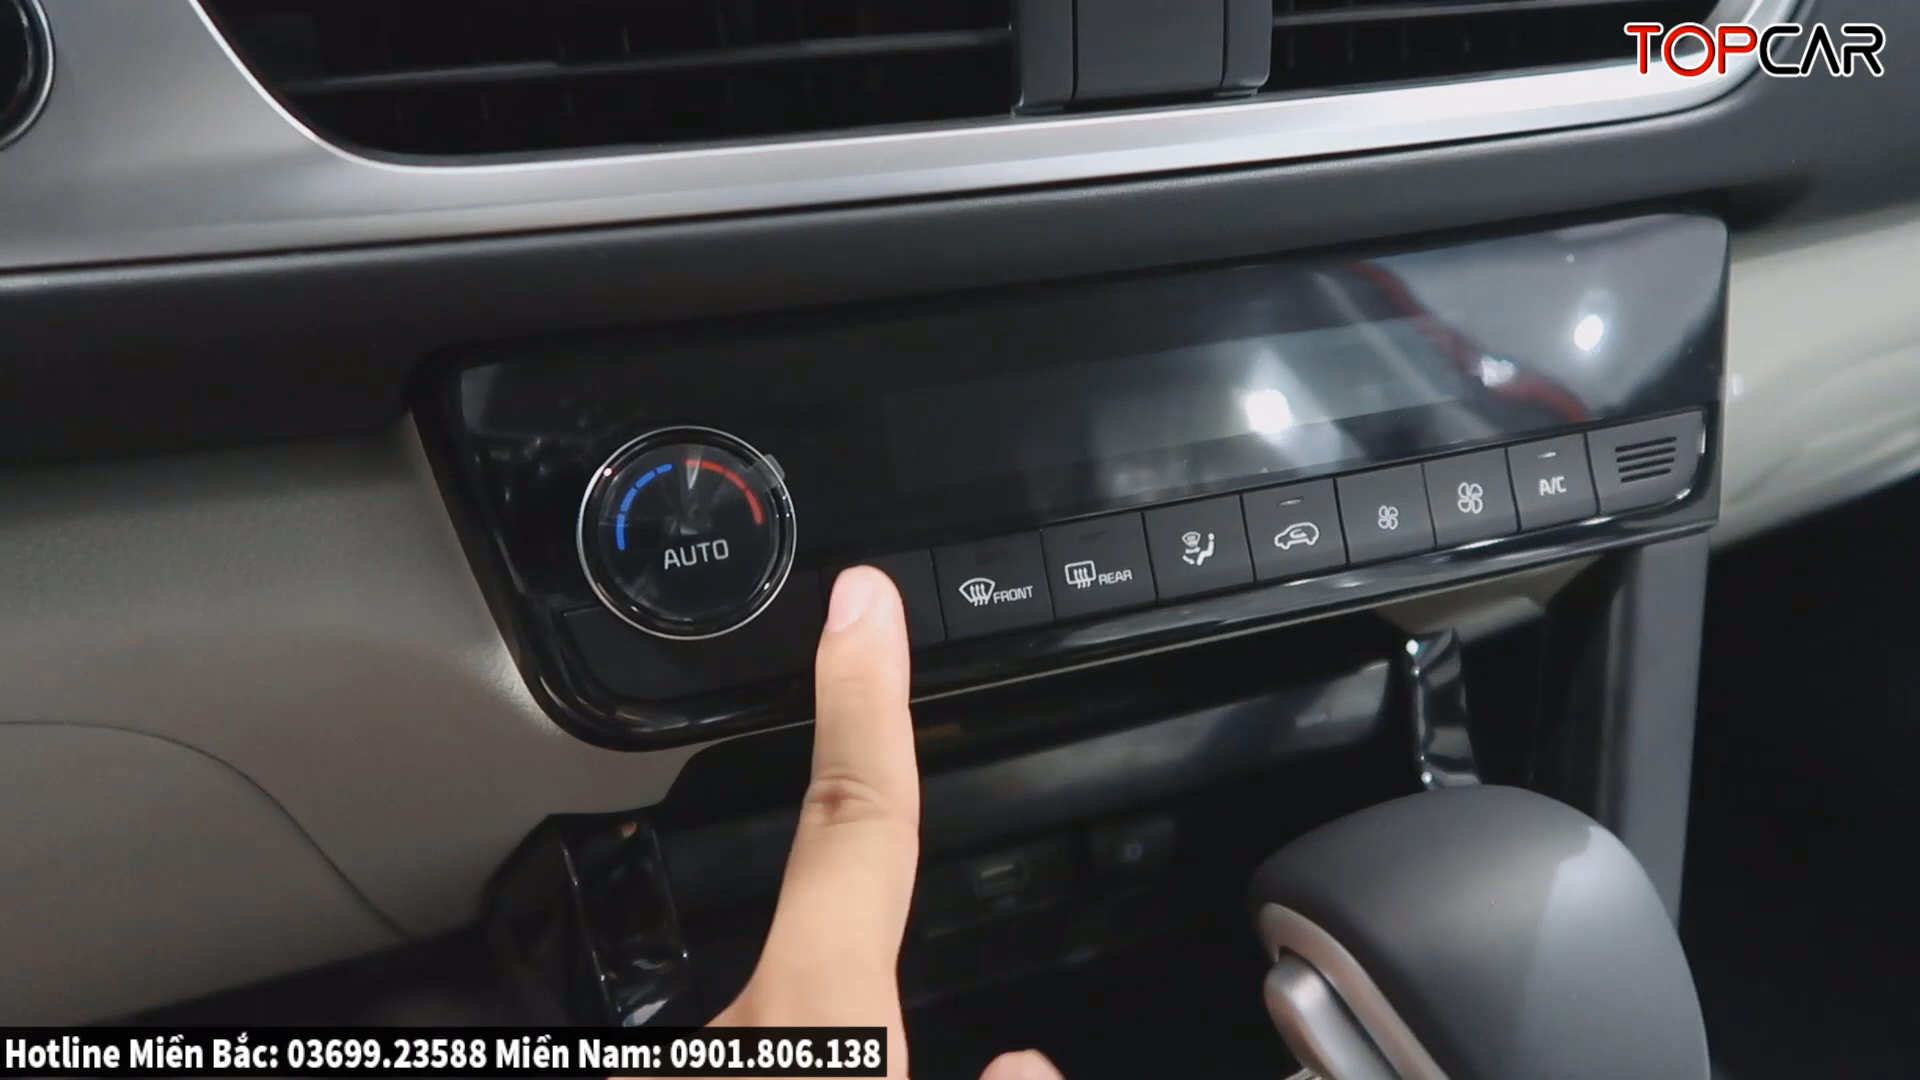 TOPCAR
AUTO
FRONT
REAR
A/C
Hotline Miền Bắc: 03699.23588 Miền Nam: 0901.806.138